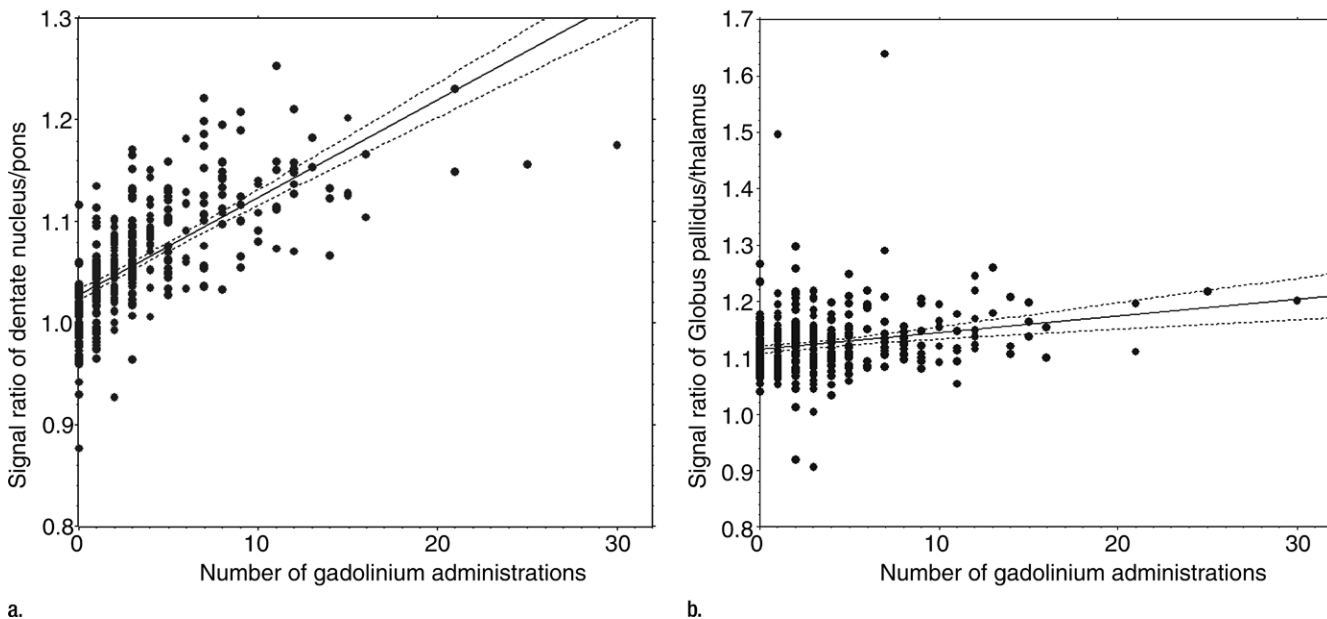 1.3
1.2
1.1
1.0
0.9
0.8
Signal ratio of dentate nucleus/pons
0 10 20 30
Number of gadolinium administrations
a.
1.7
1.6
1.5
1.4
1.3
1.2
1.1
1.0
0.9
0.8
Signal ratio of Globus pallidus/thalamus
0 10 20 30
Number of gadolinium administrations
b.